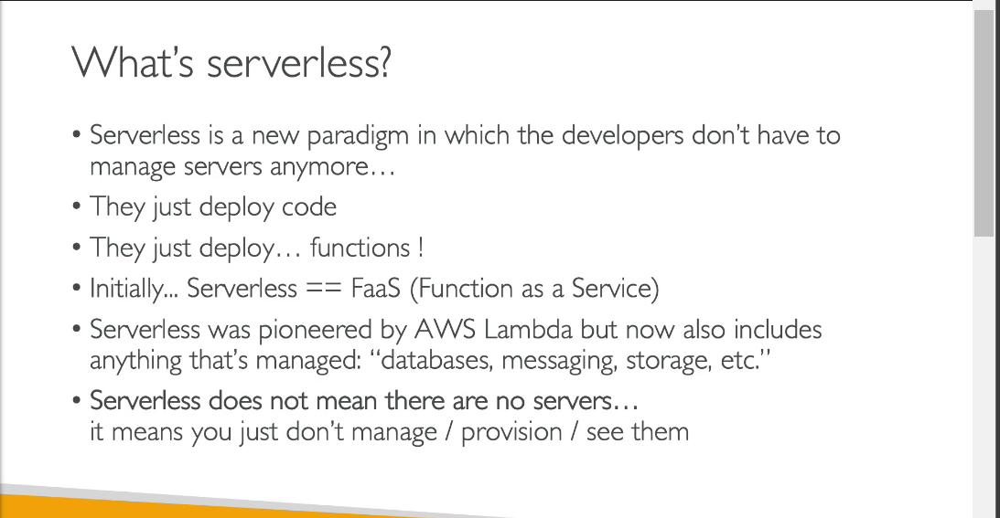 What’s serverless?
• Serverless is a new paradigm in which the developers don’t have to
manage servers anymore…
• They just deploy code
• They just deploy… functions !
• Initially... Serverless == FaaS (Function as a Service)
• Serverless was pioneered by AWS Lambda but now also includes
anything that’s managed: “databases, messaging, storage, etc.”
• Serverless does not mean there are no servers…
it means you just don’t manage / provision / see them